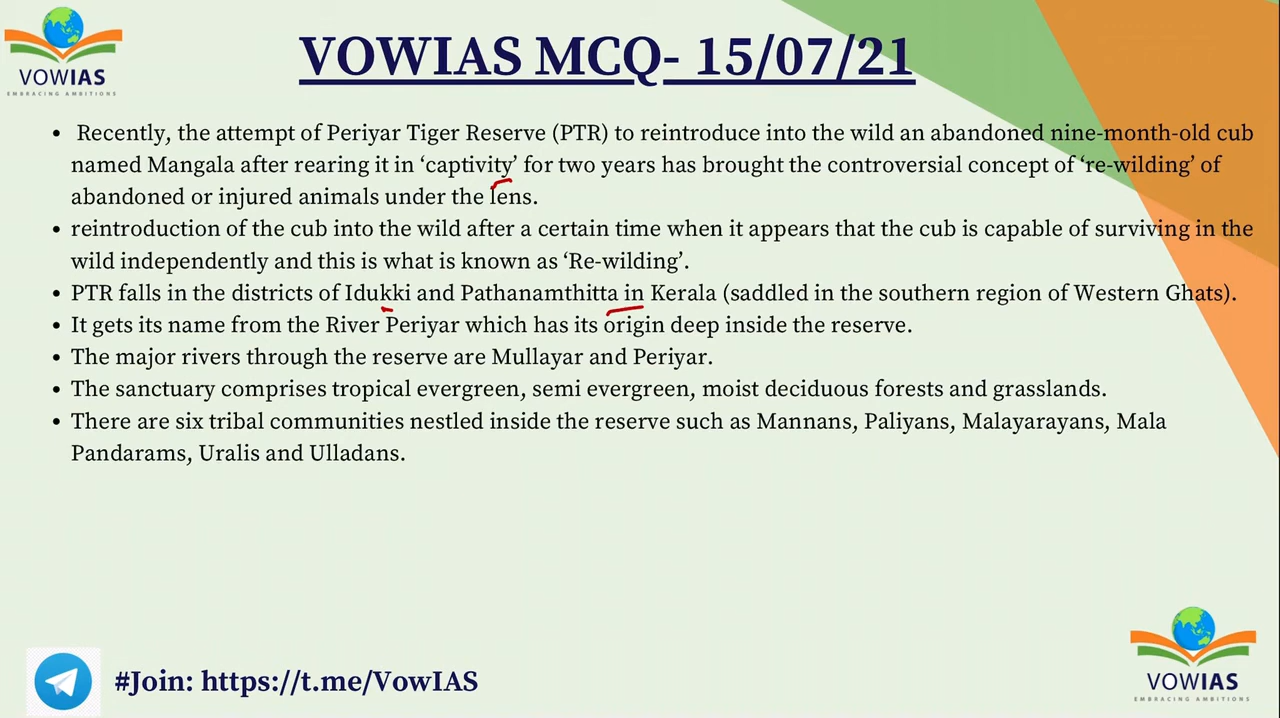 VOWIAS
EMBRACING AMBITIONS
VOWIAS MCQ- 15/07/21
• Recently, the attempt of Periyar Tiger Reserve (PTR) to reintroduce into the wild an abandoned nine-month-old cub
named Mangala after rearing it in ‘captivity’ for two years has brought the controversial concept of ‘re-wilding’ of
abandoned or injured animals under the lens.
• reintroduction of the cub into the wild after a certain time when it appears that the cub is capable of surviving in the
wild independently and this is what is known as ‘Re-wilding’.
• PTR falls in the districts of Idukki and Pathanamthitta in Kerala (saddled in the southern region of Western Ghats).
• It gets its name from the River Periyar which has its origin deep inside the reserve.
• The major rivers through the reserve are Mullayar and Periyar.
• The sanctuary comprises tropical evergreen, semi evergreen, moist deciduous forests and grasslands.
• There are six tribal communities nestled inside the reserve such as Mannans, Paliyans, Malayarayans, Mala
Pandarams, Uralis and Ulladans.
#Join: https://t.me/VowIAS
VOWIAS
EMBRACING AMBITIONS